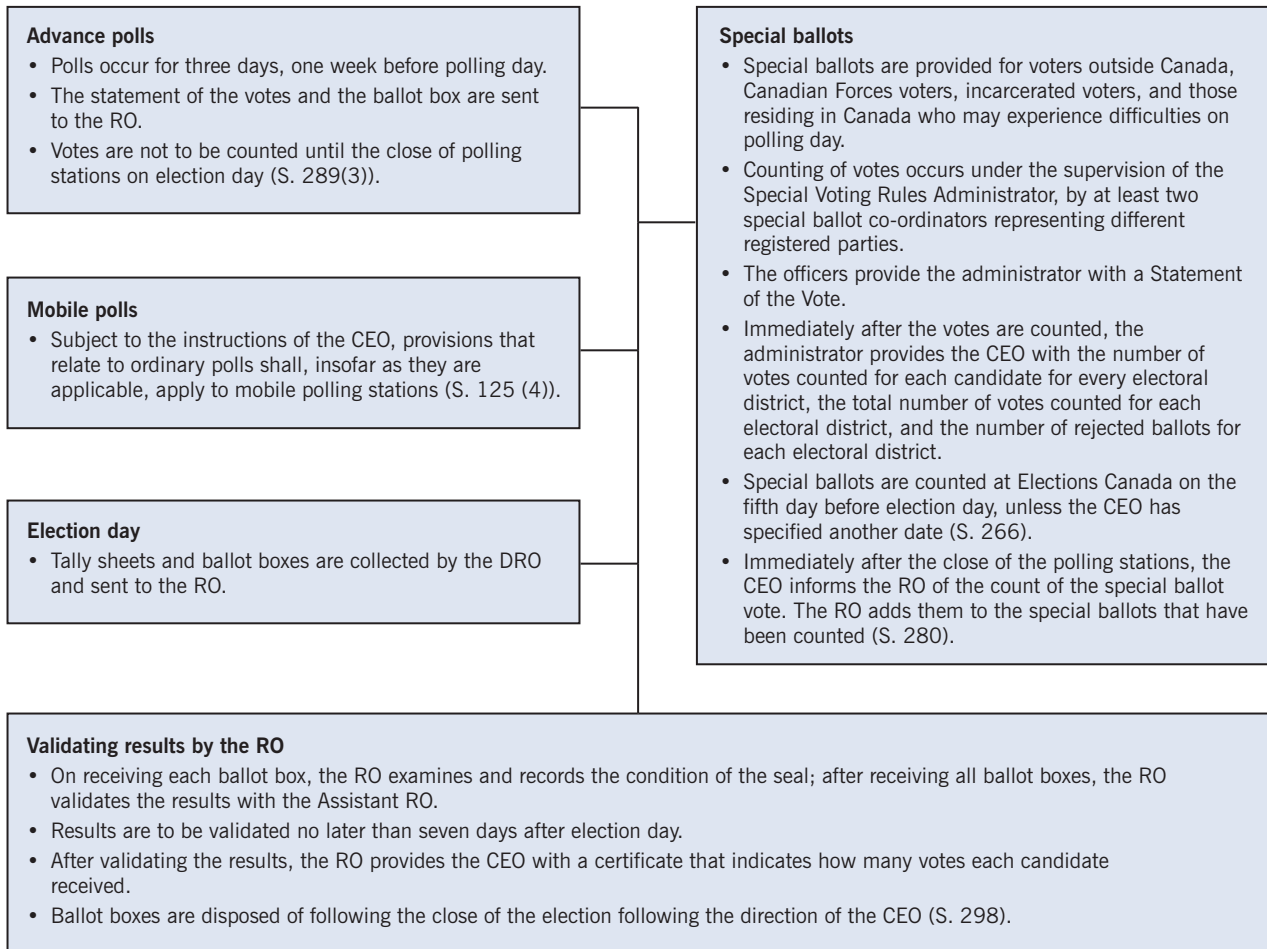 Advance polls
• Polls occur for three days, one week before polling day.
• The statement of the votes and the ballot box are sent
to the RO.
• Votes are not to be counted until the close of polling
stations on election day (S. 289(3)).
Mobile polls
• Subject to the instructions of the CEO, provisions that
relate to ordinary polls shall, insofar as they are
applicable, apply to mobile polling stations (S. 125 (4)).
Election day
• Tally sheets and ballot boxes are collected by the DRO
and sent to the RO.
Special ballots
• Special ballots are provided for voters outside Canada,
Canadian Forces voters, incarcerated voters, and those
residing in Canada who may experience difficulties on
polling day.
• Counting of votes occurs under the supervision of the
Special Voting Rules Administrator, by at least two
special ballot co-ordinators representing different
registered parties.
• The officers provide the administrator with a Statement
of the Vote.
• Immediately after the votes are counted, the
administrator provides the CEO with the number of
votes counted for each candidate for every electoral
district, the total number of votes counted for each
electoral district, and the number of rejected ballots for
each electoral district.
• Special ballots are counted at Elections Canada on the
fifth day before election day, unless the CEO has
specified another date (S. 266).
• Immediately after the close of the polling stations, the
CEO informs the RO of the count of the special ballot
vote. The RO adds them to the special ballots that have
been counted (S. 280).
Validating results by the RO
• On receiving each ballot box, the RO examines and records the condition of the seal; after receiving all ballot boxes, the RO
validates the results with the Assistant RO.
• Results are to be validated no later than seven days after election day.
• After validating the results, the RO provides the CEO with a certificate that indicates how many votes each candidate
received.
• Ballot boxes are disposed of following the close of the election following the direction of the CEO (S. 298).